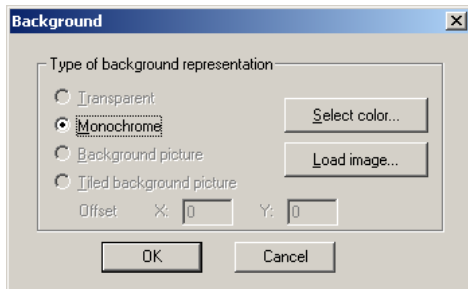 Background
Type of background representation
Transparent
Monochrome
Select color...
Background picture
Load image...
Tiled background picture
Offset X: 0 Y: 0
OK Cancel